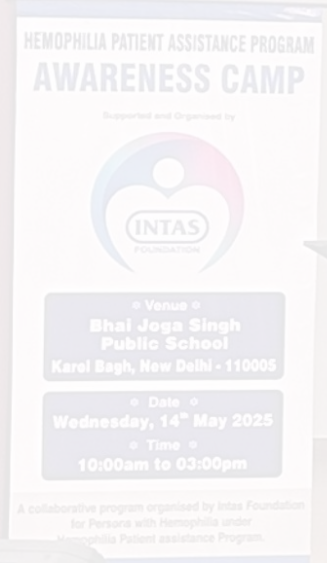 HEMOPHILIA PATIENT ASSISTANCE PROGRAM
AWARENESS CAMP
Supported and Organised by
INTAS
FOUNDATION
Venue
Bhai Joga Singh
Public School
Karol Bagh, New Delhi - 110005
Date
Wednesday, 14th May 2025
Time
10:00am to 03:00pm
A collaborative program organised by Intas Foundation
for Persons with Hemophilia under
Hemophilia Patient assistance Program.